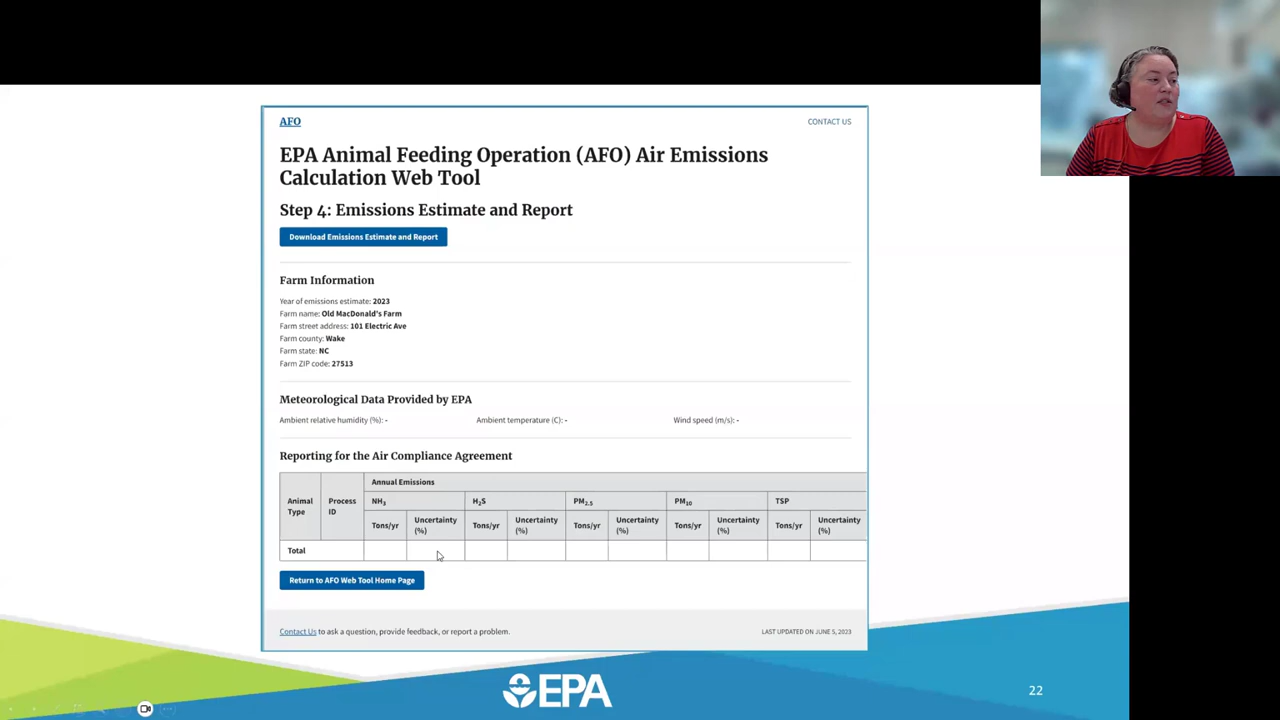 AFO
CONTACT US
EPA Animal Feeding Operation (AFO) Air Emissions
Calculation Web Tool
Step 4: Emissions Estimate and Report
Download Emissions Estimate and Report
Farm Information
Year of emissions estimate: 2023
Farm name: Old MacDonald's Farm
Farm street address: 101 Electric Ave
Farm county: Wake
Farm state: NC
Farm ZIP code: 27513
Meteorological Data Provided by EPA
Ambient relative humidity (%): - Ambient temperature (C): - Wind speed (m/s): -
Reporting for the Air Compliance Agreement
Annual Emissions
Animal Type Process ID NH3 H2S PM2.5 PM10 TSP
Tons/yr Uncertainty (%) Tons/yr Uncertainty (%) Tons/yr Uncertainty (%) Tons/yr Uncertainty (%) Tons/yr Uncertainty (%)
Total
Return to AFO Web Tool Home Page
Contact Us to ask a question, provide feedback, or report a problem.
LAST UPDATED ON JUNE 5, 2023
EPA
22